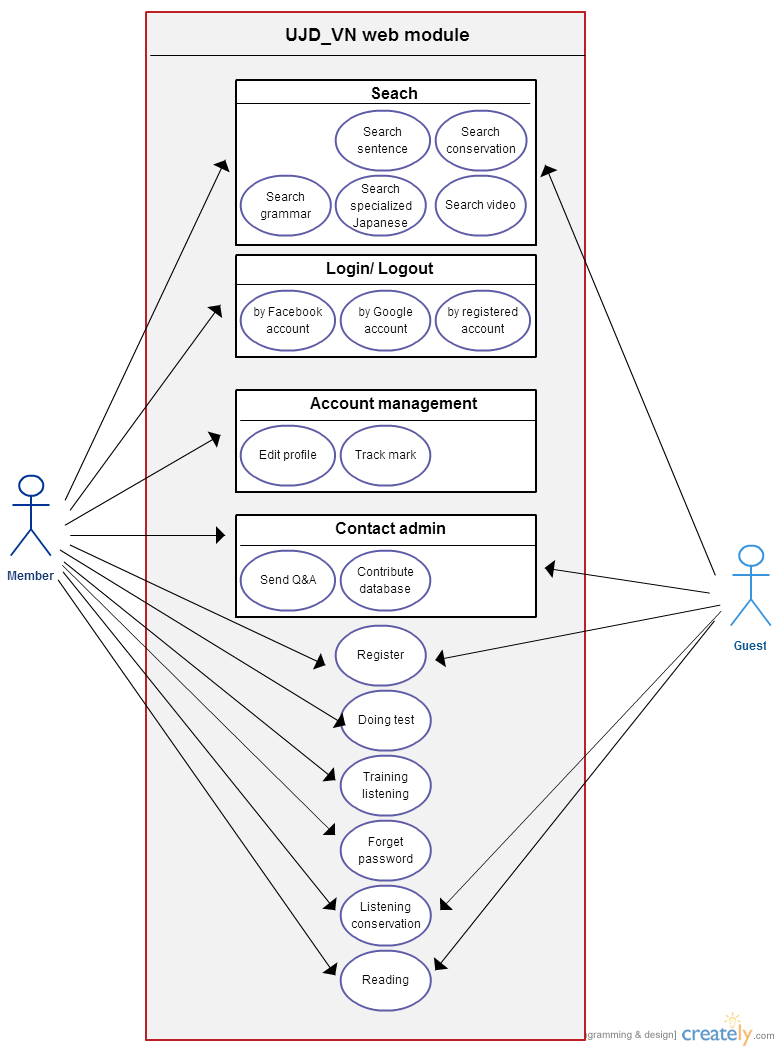 UJD_VN web module
Seach
Search
sentence
Search
conservation
Search
grammar
Search
specialized
Japanese
Search video
Login/ Logout
by Facebook
account
by Google
account
by registered
account
Account management
Edit profile
Track mark
Contact admin
Send Q&A
Contribute
database
Member
Guest
Register
Doing test
Training
listening
Forget
password
Listening
conservation
Reading
& design]
creately.com